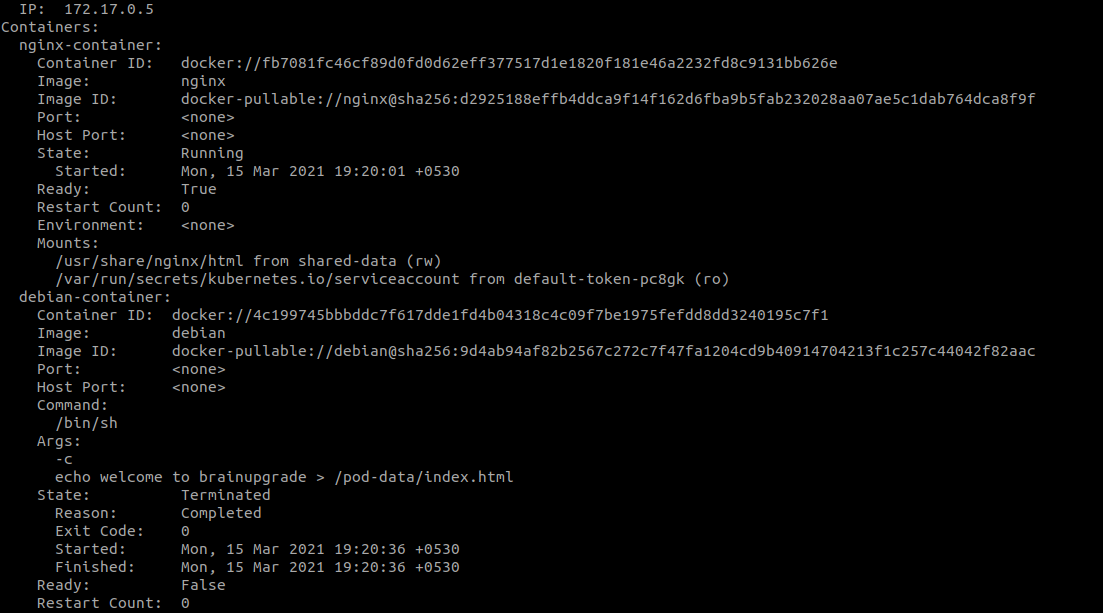 IP:  172.17.0.5
Containers:
  nginx-container:
    Container ID:   docker://fb7081fc46cf89d0fd0d62eff377517d1e1820f181e46a2232fd8c9131bb626e
    Image:          nginx
    Image ID:       docker-pullable://nginx@sha256:d2925188effb4ddca9f14f162d6fba9b5fab232028aa07ae5c1dab764dca8f9f
    Port:           <none>
    Host Port:      <none>
    State:          Running
      Started:      Mon, 15 Mar 2021 19:20:01 +0530
    Ready:          True
    Restart Count:  0
    Environment:    <none>
    Mounts:
      /usr/share/nginx/html from shared-data (rw)
      /var/run/secrets/kubernetes.io/serviceaccount from default-token-pc8gk (ro)
  debian-container:
    Container ID:  docker://4c199745bbbddc7f617dde1fd4b04318c4c09f7be1975fefdd8dd3240195c7f1
    Image:         debian
    Image ID:      docker-pullable://debian@sha256:9d4ab94af82b2567c272c7f47fa1204cd9b40914704213f1c257c44042f82aac
    Port:          <none>
    Host Port:     <none>
    Command:
      /bin/sh
    Args:
      -c
      echo welcome to brainupgrade > /pod-data/index.html
    State:          Terminated
      Reason:       Completed
      Exit Code:    0
      Started:      Mon, 15 Mar 2021 19:20:36 +0530
      Finished:     Mon, 15 Mar 2021 19:20:36 +0530
    Ready:          False
    Restart Count:  0